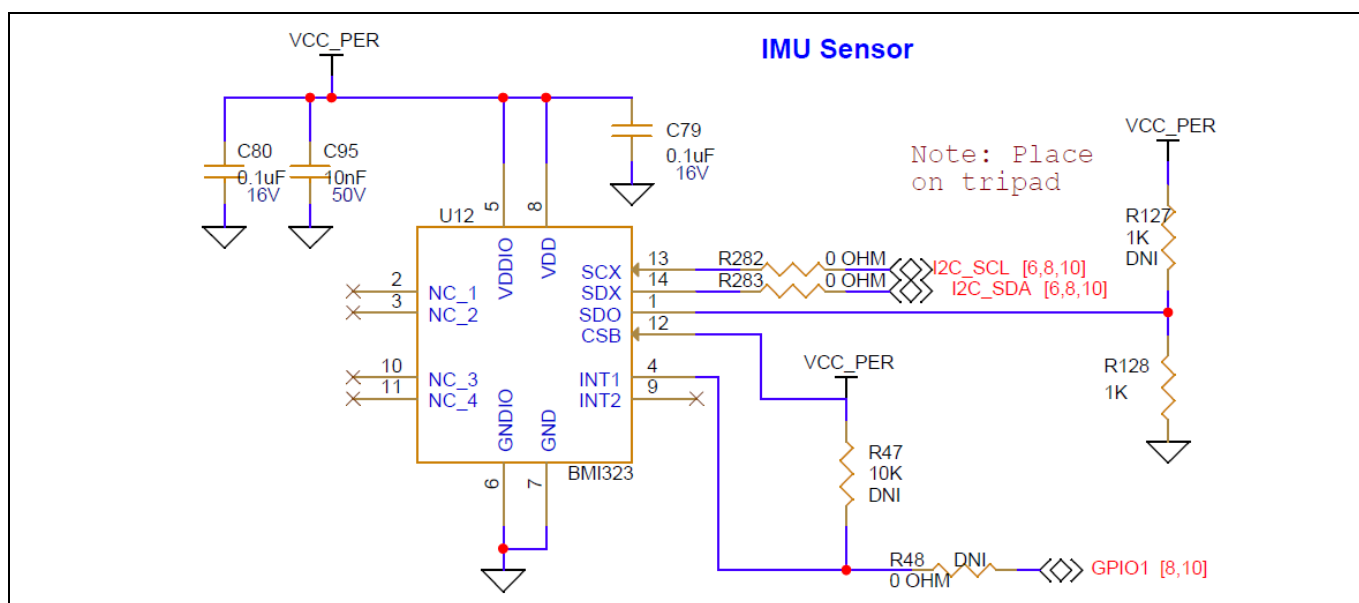 VCC_PER
IMU Sensor
C80
0.1uF
16V
C95
10nF
50V
C79
0.1uF
16V
Note: Place
on tripad
VCC_PER
R127
1K
DNI
R128
1K
U12
5
8
VDDIO
VDD
2
NC_1
3
NC_2
10
NC_3
11
NC_4
SCX
13
R282
0 OHM
I2C_SCL [6,8,10]
SDX
14
R283
0 OHM
I2C_SDA [6,8,10]
SDO
1
CSB
12
INT1
4
INT2
9
GNDIO
GND
6
7
BMI323
VCC_PER
R47
10K
DNI
R48
DNI
0 OHM
GPIO1 [8,10]